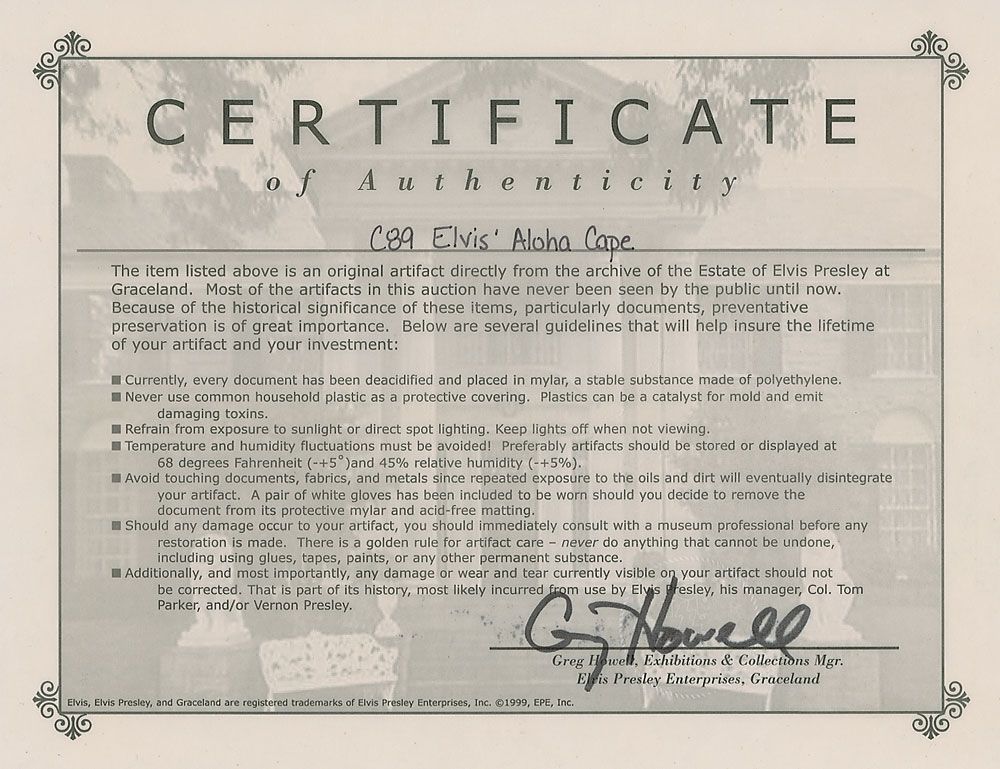 CERTIFICATE
of Authenticity
C89 Elvis' Aloha Cape
The item listed above is an original artifact directly from the archive of the Estate of Elvis Presley at
Graceland. Most of the artifacts in this auction have never been seen by the public until now.
Because of the historical significance of these items, particularly documents, preventative
preservation is of great importance. Below are several guidelines that will help insure the lifetime
of your artifact and your investment:
■ Currently, every document has been deacidified and placed in mylar, a stable substance made of polyethylene.
■ Never use common household plastic as a protective covering. Plastics can be a catalyst for mold and emit
damaging toxins.
■ Refrain from exposure to sunlight or direct spot lighting. Keep lights off when not viewing.
■ Temperature and humidity fluctuations must be avoided! Preferably artifacts should be stored or displayed at
68 degrees Fahrenheit (-+5°)and 45% relative humidity (-+5%).
■ Avoid touching documents, fabrics, and metals since repeated exposure to the oils and dirt will eventually disintegrate
your artifact. A pair of white gloves has been included to be worn should you decide to remove the
document from its protective mylar and acid-free matting.
■ Should any damage occur to your artifact, you should immediately consult with a museum professional before any
restoration is made. There is a golden rule for artifact care – never do anything that cannot be undone,
including using glues, tapes, paints, or any other permanent substance.
■ Additionally, and most importantly, any damage or wear and tear currently visible on your artifact should not
be corrected. That is part of its history, most likely incurred from use by Elvis Presley, his manager, Col. Tom
Parker, and/or Vernon Presley.
Greg Howell
Greg Howell, Exhibitions & Collections Mgr.
Elvis Presley Enterprises, Graceland
Elvis, Elvis Presley, and Graceland are registered trademarks of Elvis Presley Enterprises, Inc. ©1999, EPE, Inc.